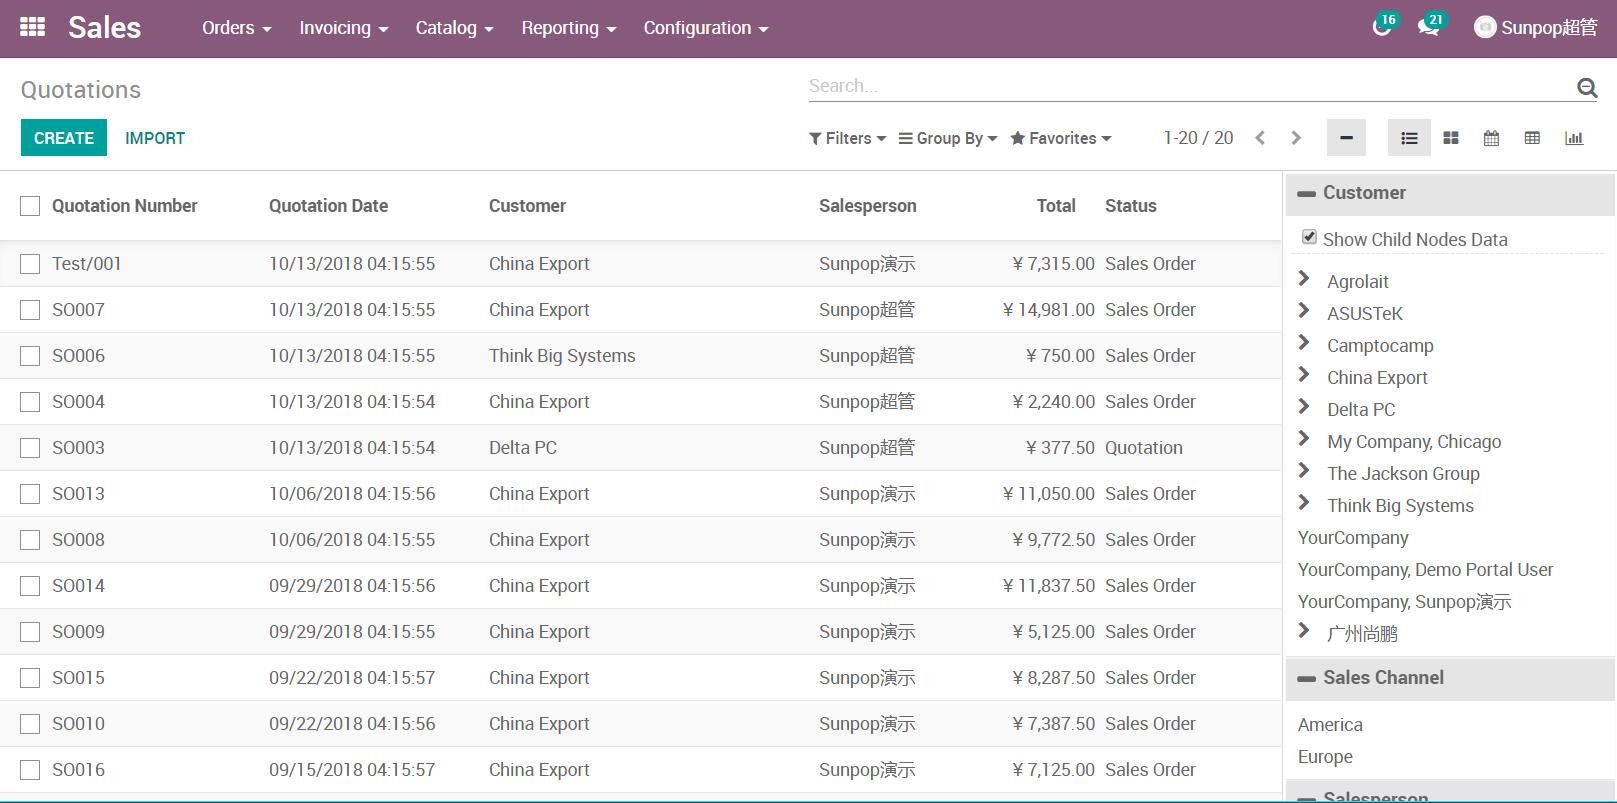 Sales Orders Invoicing Catalog Reporting Configuration 16 21 Sunpop超管
Quotations
Search...
CREATE IMPORT
Filters Group By Favorites 1-20 / 20
Quotation Number Quotation Date Customer Salesperson Total Status
Test/001 10/13/2018 04:15:55 China Export Sunpop演示 ¥ 7,315.00 Sales Order
SO007 10/13/2018 04:15:55 China Export Sunpop超管 ¥ 14,981.00 Sales Order
SO006 10/13/2018 04:15:55 Think Big Systems Sunpop超管 ¥ 750.00 Sales Order
SO004 10/13/2018 04:15:54 China Export Sunpop超管 ¥ 2,240.00 Sales Order
SO003 10/13/2018 04:15:54 Delta PC Sunpop超管 ¥ 377.50 Quotation
SO013 10/06/2018 04:15:56 China Export Sunpop演示 ¥ 11,050.00 Sales Order
SO008 10/06/2018 04:15:55 China Export Sunpop演示 ¥ 9,772.50 Sales Order
SO014 09/29/2018 04:15:56 China Export Sunpop演示 ¥ 11,837.50 Sales Order
SO009 09/29/2018 04:15:55 China Export Sunpop演示 ¥ 5,125.00 Sales Order
SO015 09/22/2018 04:15:57 China Export Sunpop演示 ¥ 8,287.50 Sales Order
SO010 09/22/2018 04:15:56 China Export Sunpop演示 ¥ 7,387.50 Sales Order
SO016 09/15/2018 04:15:57 China Export Sunpop演示 ¥ 7,125.00 Sales Order
Customer
Show Child Nodes Data
Agrolait
ASUSTeK
Camptocamp
China Export
Delta PC
My Company, Chicago
The Jackson Group
Think Big Systems
YourCompany
YourCompany, Demo Portal User
YourCompany, Sunpop演示
广州尚鹏
Sales Channel
America
Europe
Salesperson